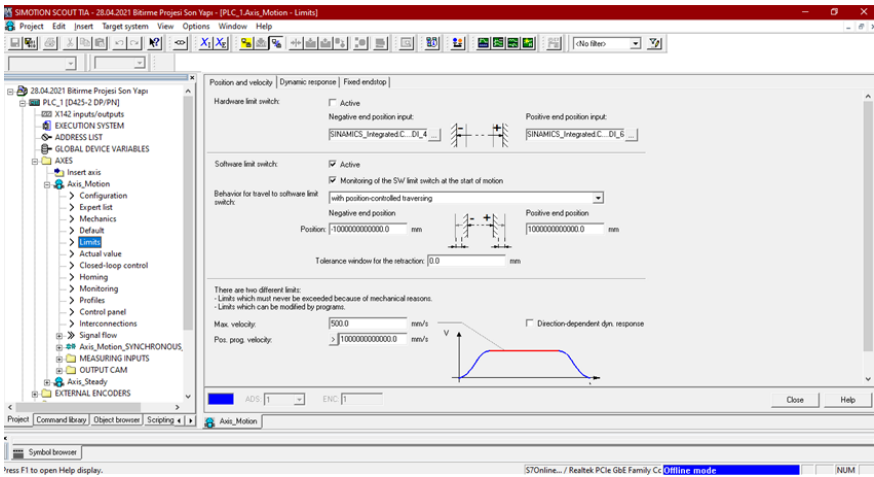 SIMOTION SCOUT TIA - 28.04.2021 Bitirme Projesi Son Yapı - [PLC_1.Axis_Motion - Limits]
Project Edit Insert Target system View Options Window Help
<No filter>
28.04.2021 Bitirme Projesi Son Yapı
PLC_1 [D425-2 DP/PN]
X142 inputs/outputs
EXECUTION SYSTEM
ADDRESS LIST
GLOBAL DEVICE VARIABLES
AXES
Insert axis
Axis_Motion
Configuration
Expert list
Mechanics
Default
Limits
Actual value
Closed-loop control
Homing
Monitoring
Profiles
Control panel
Interconnections
Signal flow
Axis_Motion_SYNCHRONOUS_
MEASURING INPUTS
OUTPUT CAM
Axis_Steady
EXTERNAL ENCODERS
Project Command library Object browser Scripting
Position and velocity Dynamic response Fixed endstop
Hardware limit switch: Active
Negative end position input: Positive end position input:
SINAMICS_Integrated.C....DI_4 ... - + SINAMICS_Integrated.C....DI_6 ...
Software limit switch: Active
Monitoring of the SW limit switch at the start of motion
Behavior for travel to software limit
switch:
with position-controlled traversing
Negative end position Positive end position
Position: -1000000000000.0 mm - + 1000000000000.0 mm
Tolerance window for the retraction: 0.0 mm
There are two different limits:
- Limits which must never be exceeded because of mechanical reasons.
- Limits which can be modified by programs.
Max. velocity: 500.0 mm/s Direction-dependent dyn. response
Pos. prog. velocity: > 1000000000000.0 mm/s V
ADS: 1 ENC: 1 Close Help
Axis_Motion
Symbol browser
Press F1 to open Help display. S7Online... / Realtek PCIe GbE Family Cc Offline mode NUM